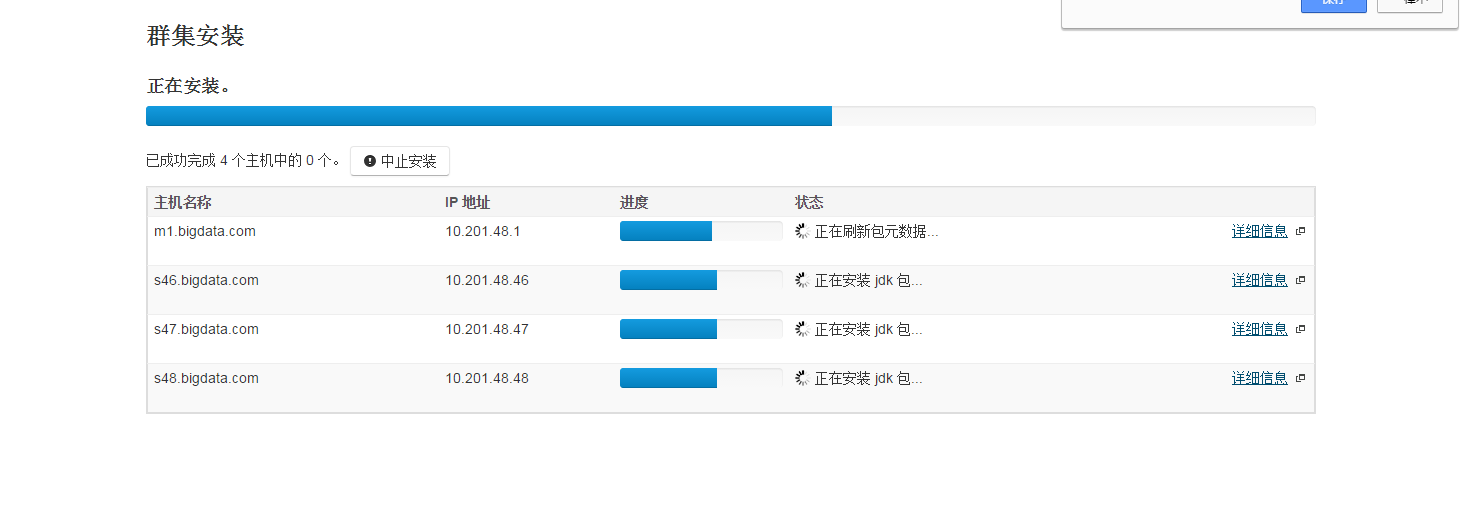 群集安装
正在安装。
已成功完成 4 个主机中的 0 个。 中止安装
主机名称 IP 地址 进度 状态
m1.bigdata.com 10.201.48.1 正在刷新包元数据... 详细信息
s46.bigdata.com 10.201.48.46 正在安装 jdk 包... 详细信息
s47.bigdata.com 10.201.48.47 正在安装 jdk 包... 详细信息
s48.bigdata.com 10.201.48.48 正在安装 jdk 包... 详细信息